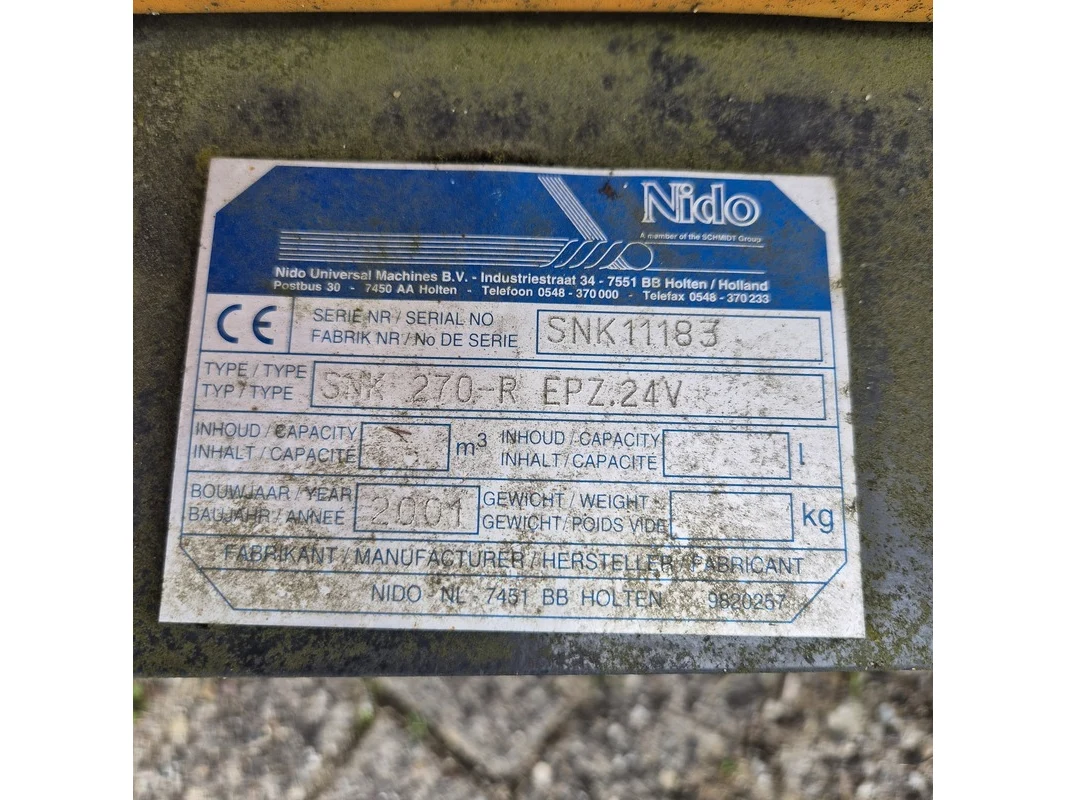 Nido
A member of the SCHMIDT Group
Nido Universal Machines B.V. - Industriestraat 34 - 7551 BB Holten / Holland
Postbus 30 - 7450 AA Holten - Telefoon 0548 - 370 000 - Telefax 0548 - 370 233
CE
SERIE NR / SERIAL NO
FABRIK NR / No DE SERIE
SNK11183
TYPE / TYPE
TYP / TYPE
SNK 270-R EPZ.24V
INHOUD / CAPACITY
INHALT / CAPACITÉ
1
m3
INHOUD / CAPACITY
INHALT / CAPACITÉ
l
BOUWJAAR / YEAR
BAUJAHR / ANNEE
2001
GEWICHT / WEIGHT
GEWICHT / POIDS VIDE
kg
FABRIKANT / MANUFACTURER / HERSTELLER / FABRICANT
NIDO NL - 7451 BB HOLTEN 9820257